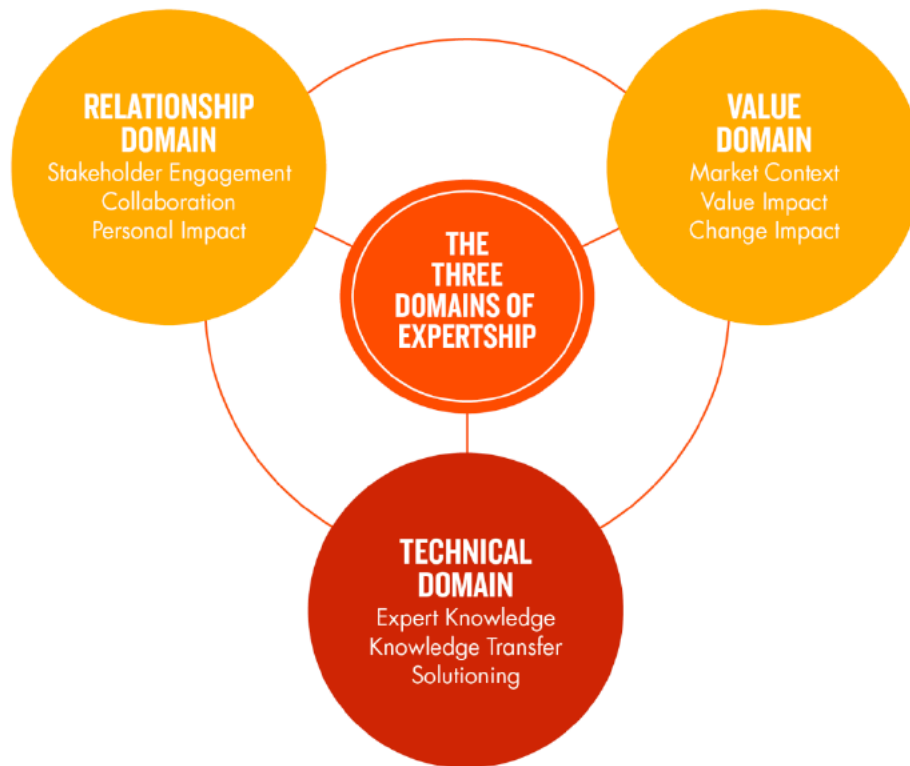 RELATIONSHIP
DOMAIN
Stakeholder Engagement
Collaboration
Personal Impact
VALUE
DOMAIN
Market Context
Value Impact
Change Impact
THE
THREE
DOMAINS OF
EXPERTSHIP
TECHNICAL
DOMAIN
Expert Knowledge
Knowledge Transfer
Solutioning